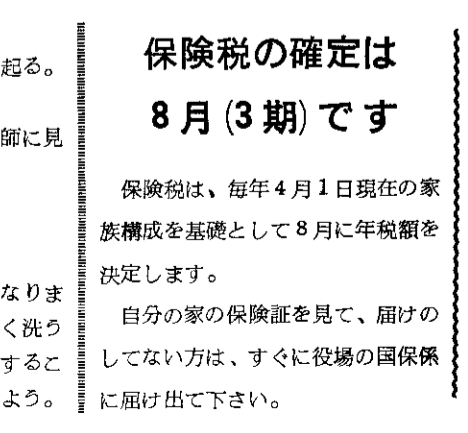 保険税の確定は
8月(3期)です
保険税は、毎年4月1日現在の家
族構成を基礎として8月に年税額を
決定します。
自分の家の保険証を見て、届けの
してない方は、すぐに役場の国保係
に届け出て下さい。
起る。
師に見
なりま
く洗う
するこ
よう。